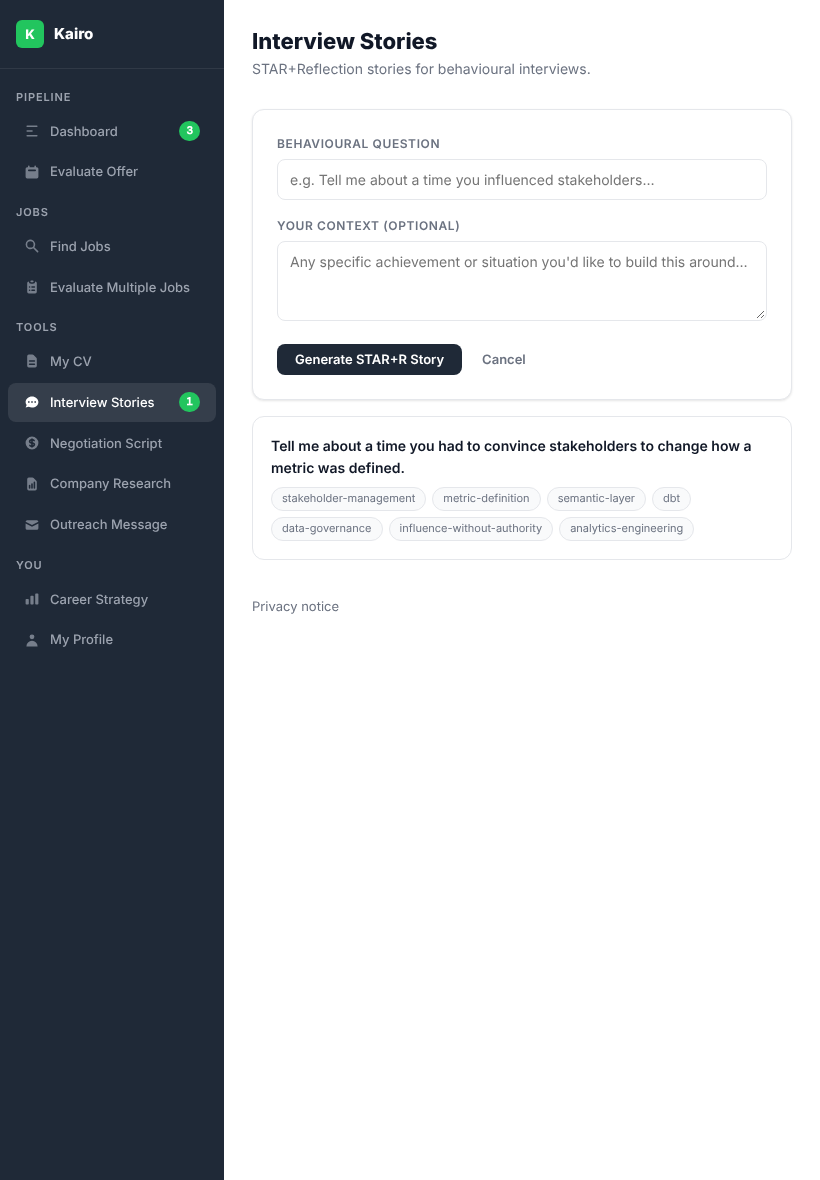 K
Kairo
PIPELINE
Dashboard 3
Evaluate Offer
JOBS
Find Jobs
Evaluate Multiple Jobs
TOOLS
My CV
Interview Stories 1
Negotiation Script
Company Research
Outreach Message
YOU
Career Strategy
My Profile
Interview Stories
STAR+Reflection stories for behavioural interviews.
BEHAVIOURAL QUESTION
e.g. Tell me about a time you influenced stakeholders...
YOUR CONTEXT (OPTIONAL)
Any specific achievement or situation you'd like to build this around...
Generate STAR+R Story Cancel
Tell me about a time you had to convince stakeholders to change how a
metric was defined.
stakeholder-management metric-definition semantic-layer dbt
data-governance influence-without-authority analytics-engineering
Privacy notice